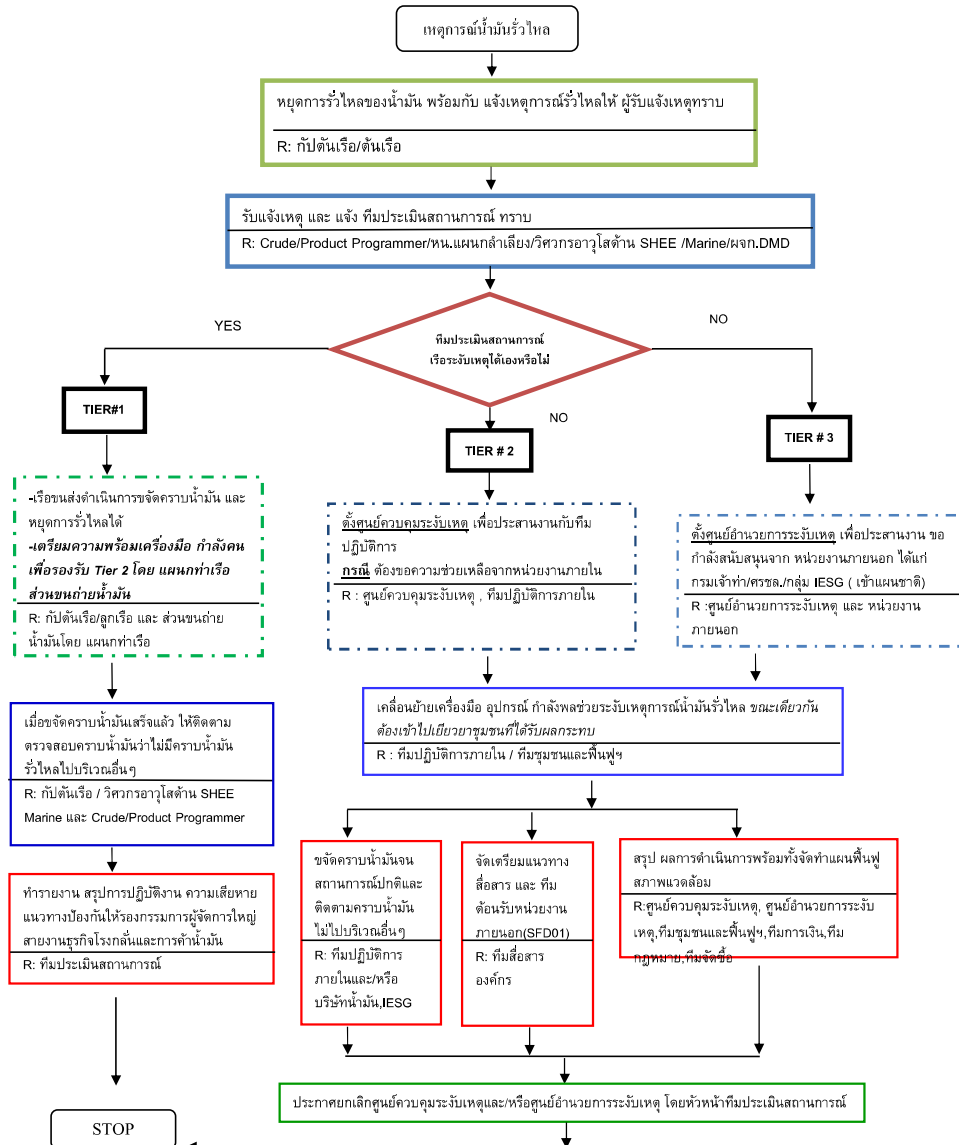 เหตุการณ์น้ำมันรั่วไหล
หยุดการรั่วไหลของน้ำมัน พร้อมกับ แจ้งเหตุการณ์รั่วไหลให้ ผู้รับแจ้งเหตุทราบ
R: กัปตันเรือ/ต้นเรือ
รับแจ้งเหตุ และ แจ้ง ทีมประเมินสถานการณ์ ทราบ
R: Crude/Product Programmer/หน.แผนกลำเลียง/วิศวกรอาวุโสด้าน SHEE /Marine/ผจก.DMD
YES
NO
ทีมประเมินสถานการณ์
เรือระงับเหตุได้เองหรือไม่
TIER#1
NO
TIER # 2
TIER # 3
-เรือขนส่งดำเนินการขจัดคราบน้ำมัน และ
หยุดการรั่วไหลได้
-เตรียมความพร้อมเครื่องมือ กำลังคน
เพื่อรองรับ Tier 2 โดย แผนกท่าเรือ
ส่วนขนถ่ายน้ำมัน
R: กัปตันเรือ/ลูกเรือ และ ส่วนขนถ่าย
น้ำมันโดย แผนกท่าเรือ
ตั้งศูนย์ควบคุมระงับเหตุ เพื่อประสานงานกับทีม
ปฏิบัติการ
กรณี ต้องขอความช่วยเหลือจากหน่วยงานภายใน
R : ศูนย์ควบคุมระงับเหตุ , ทีมปฏิบัติการภายใน
ตั้งศูนย์อำนวยการระงับเหตุ เพื่อประสานงาน ขอ
กำลังสนับสนุนจาก หน่วยงานภายนอก ได้แก่
กรมเจ้าท่า/ศรชล./กลุ่ม IESG ( เข้าแผนชาติ)
R :ศูนย์อำนวยการระงับเหตุ และ หน่วยงาน
ภายนอก
เมื่อขจัดคราบน้ำมันเสร็จแล้ว ให้ติดตาม
ตรวจสอบคราบน้ำมันว่าไม่มีคราบน้ำมัน
รั่วไหลไปบริเวณอื่นๆ
R: กัปตันเรือ / วิศวกรอาวุโสด้าน SHEE
Marine และ Crude/Product Programmer
เคลื่อนย้ายเครื่องมือ อุปกรณ์ กำลังพลช่วยระงับเหตุการณ์น้ำมันรั่วไหล ขณะเดียวกัน
ต้องเข้าไปเยียวยาชุมชนที่ได้รับผลกระทบ
R : ทีมปฏิบัติการภายใน / ทีมชุมชนและฟื้นฟูฯ
ทำรายงาน สรุปการปฏิบัติงาน ความเสียหาย
แนวทางป้องกันให้รองกรรมการผู้จัดการใหญ่
สายงานธุรกิจโรงกลั่นและการค้าน้ำมัน
R: ทีมประเมินสถานการณ์
ขจัดคราบน้ำมันจน
สถานการณ์ปกติและ
ติดตามคราบน้ำมัน
ไม่ไปบริเวณอื่นๆ
R: ทีมปฏิบัติการ
ภายในและ/หรือ
บริษัทน้ำมัน,IESG
จัดเตรียมแนวทาง
สื่อสาร และ ทีม
ต้อนรับหน่วยงาน
ภายนอก(SFD01)
R: ทีมสื่อสาร
องค์กร
สรุป ผลการดำเนินการพร้อมทั้งจัดทำแผนฟื้นฟู
สภาพแวดล้อม
R:ศูนย์ควบคุมระงับเหตุ, ศูนย์อำนวยการระงับ
เหตุ,ทีมชุมชนและฟื้นฟูฯ,ทีมการเงิน,ทีม
กฎหมาย,ทีมจัดซื้อ
ประกาศยกเลิกศูนย์ควบคุมระงับเหตุและ/หรือศูนย์อำนวยการระงับเหตุ โดยหัวหน้าทีมประเมินสถานการณ์
STOP